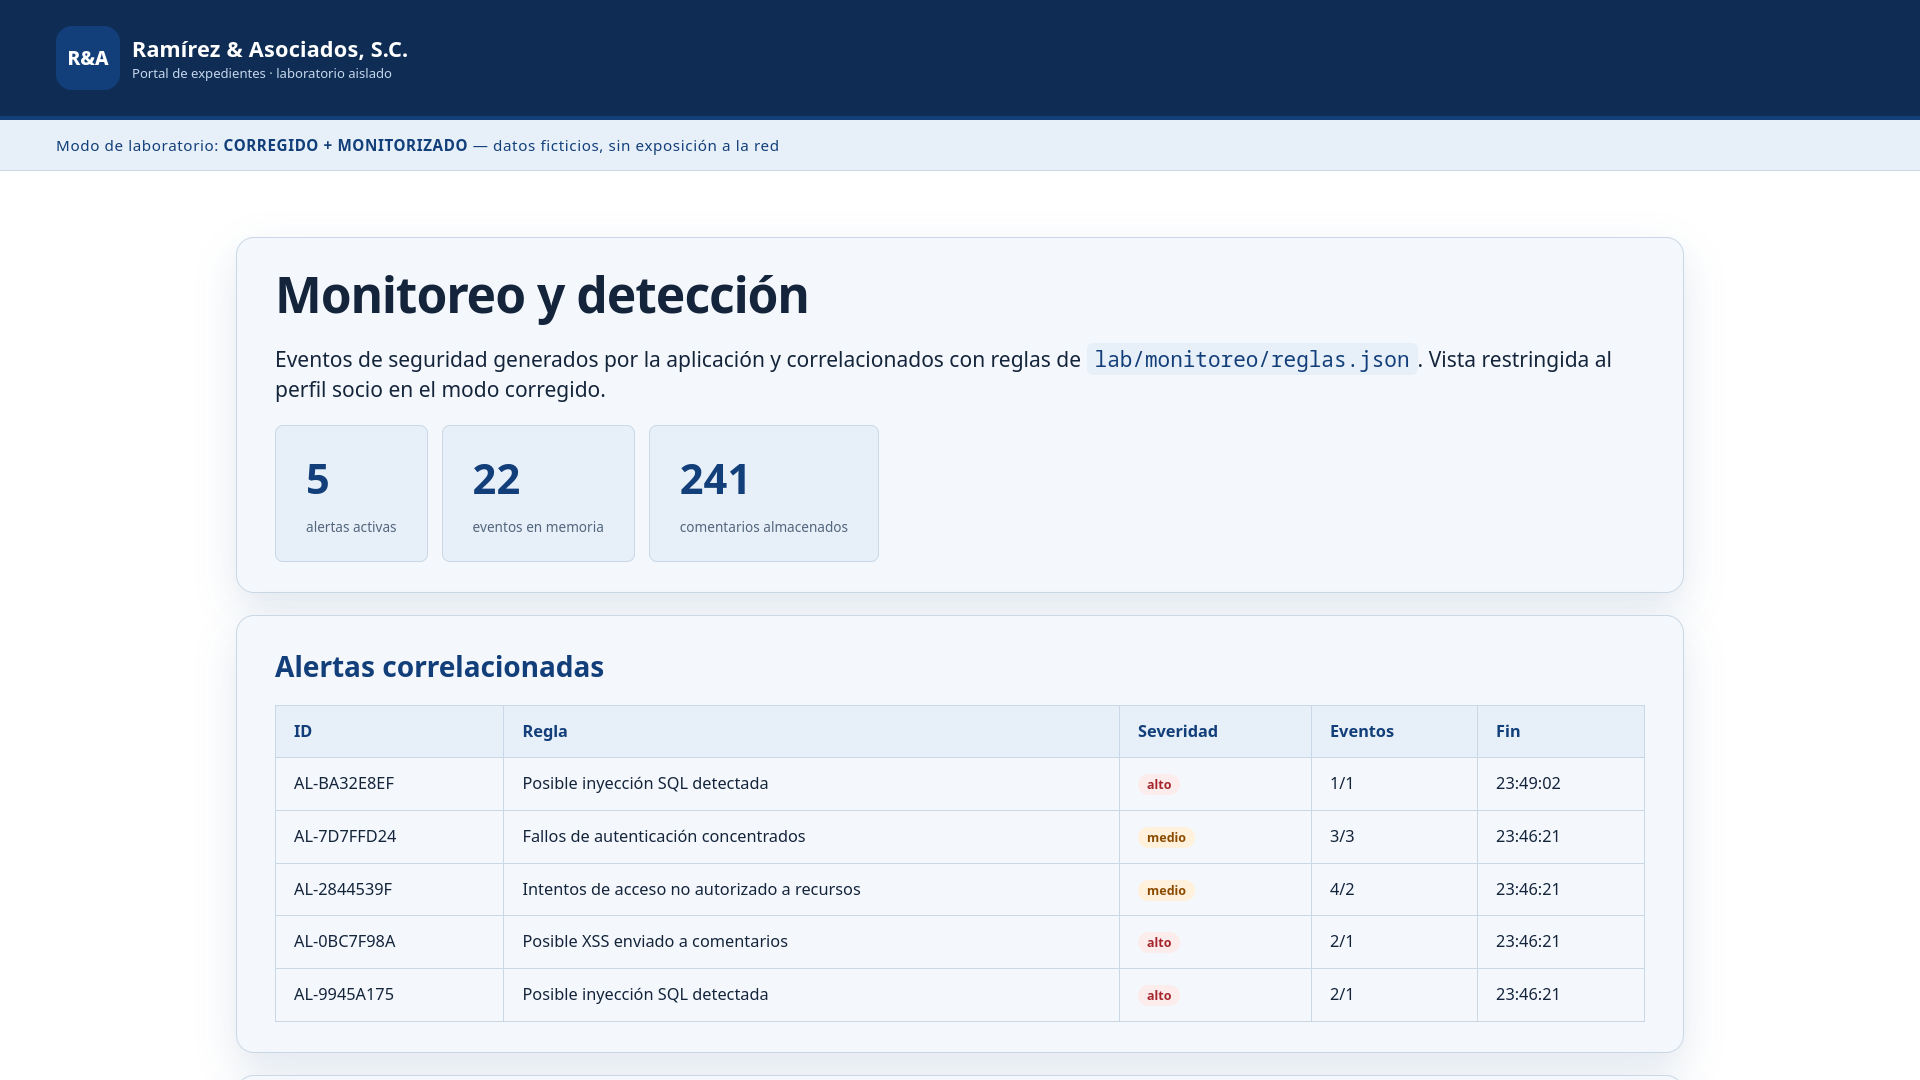 R&A
Ramírez & Asociados, S.C.
Portal de expedientes · laboratorio aislado
Modo de laboratorio: CORREGIDO + MONITORIZADO — datos ficticios, sin exposición a la red
Monitoreo y detección
Eventos de seguridad generados por la aplicación y correlacionados con reglas de lab/monitoreo/reglas.json. Vista restringida al
perfil socio en el modo corregido.
5 22 241
alertas activas eventos en memoria comentarios almacenados
Alertas correlacionadas
ID Regla Severidad Eventos Fin
AL-BA32E8EF Posible inyección SQL detectada alto 1/1 23:49:02
AL-7D7FFD24 Fallos de autenticación concentrados medio 3/3 23:46:21
AL-2844539F Intentos de acceso no autorizado a recursos medio 4/2 23:46:21
AL-0BC7F98A Posible XSS enviado a comentarios alto 2/1 23:46:21
AL-9945A175 Posible inyección SQL detectada alto 2/1 23:46:21